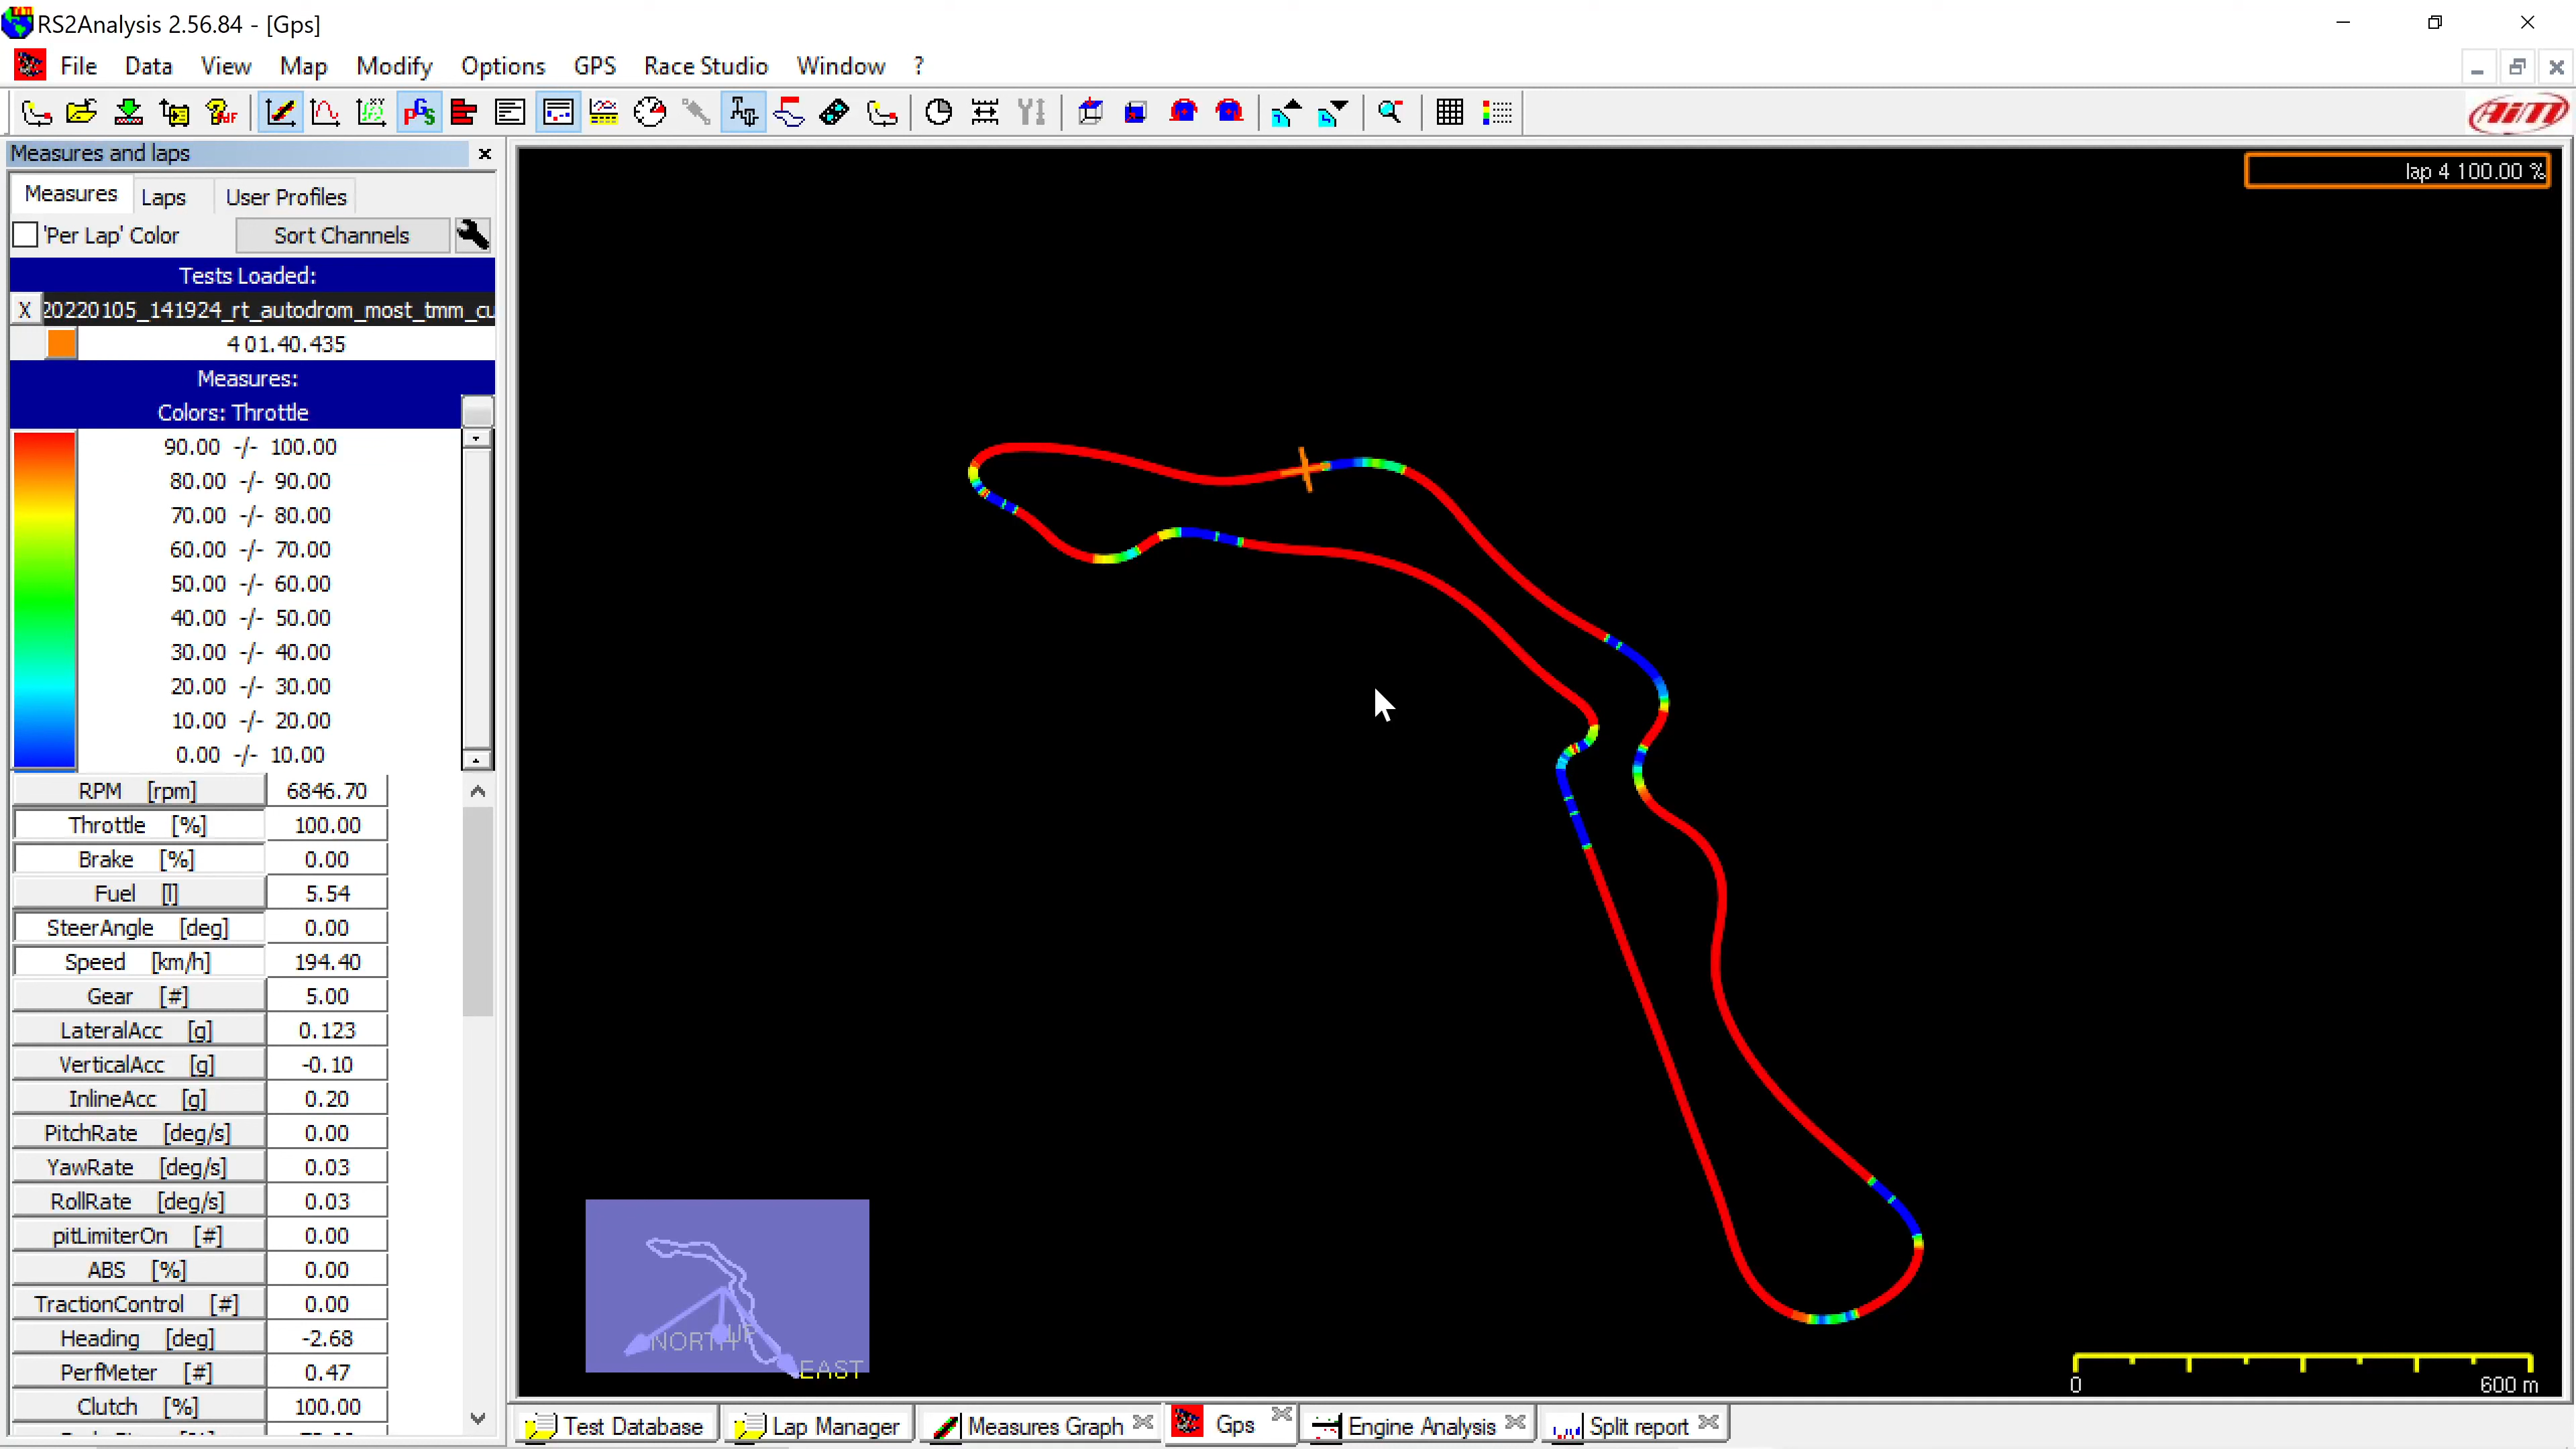 RS2Analysis 2.56.84 - [Gps]
File Data View Map Modify Options GPS Race Studio Window ?
AiM
Measures and laps
Measures Laps User Profiles
'Per Lap' Color Sort Channels
Tests Loaded:
X 20220105_141924_rt_autodrom_most_tmm_cu
4 01.40.435
Measures:
Colors: Throttle
90.00 -/- 100.00
80.00 -/- 90.00
70.00 -/- 80.00
60.00 -/- 70.00
50.00 -/- 60.00
40.00 -/- 50.00
30.00 -/- 40.00
20.00 -/- 30.00
10.00 -/- 20.00
0.00 -/- 10.00
RPM [rpm] 6846.70
Throttle [%] 100.00
Brake [%] 0.00
Fuel [l] 5.54
SteerAngle [deg] 0.00
Speed [km/h] 194.40
Gear [#] 5.00
LateralAcc [g] 0.123
VerticalAcc [g] -0.10
InlineAcc [g] 0.20
PitchRate [deg/s] 0.00
YawRate [deg/s] 0.03
RollRate [deg/s] 0.03
pitLimiterOn [#] 0.00
ABS [%] 0.00
TractionControl [#] 0.00
Heading [deg] -2.68
PerfMeter [#] 0.47
Clutch [%] 100.00
lap 4 100.00 %
NORTH UP
EAST
0 600 m
Test Database Lap Manager Measures Graph Gps Engine Analysis Split report